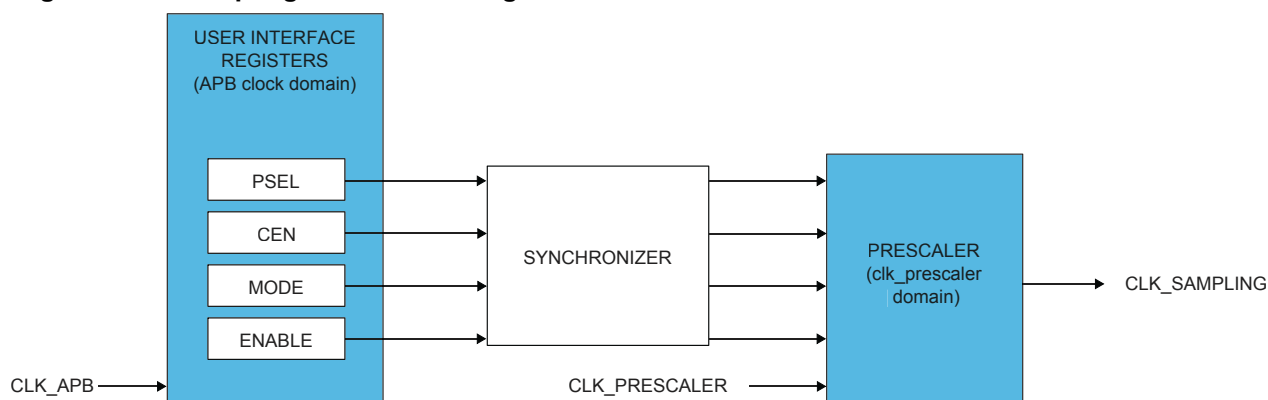 USER INTERFACE
REGISTERS
(APB clock domain)
PSEL
CEN
MODE
ENABLE
CLK_APB
SYNCHRONIZER
CLK_PRESCALER
PRESCALER
(clk_prescaler
domain)
CLK_SAMPLING